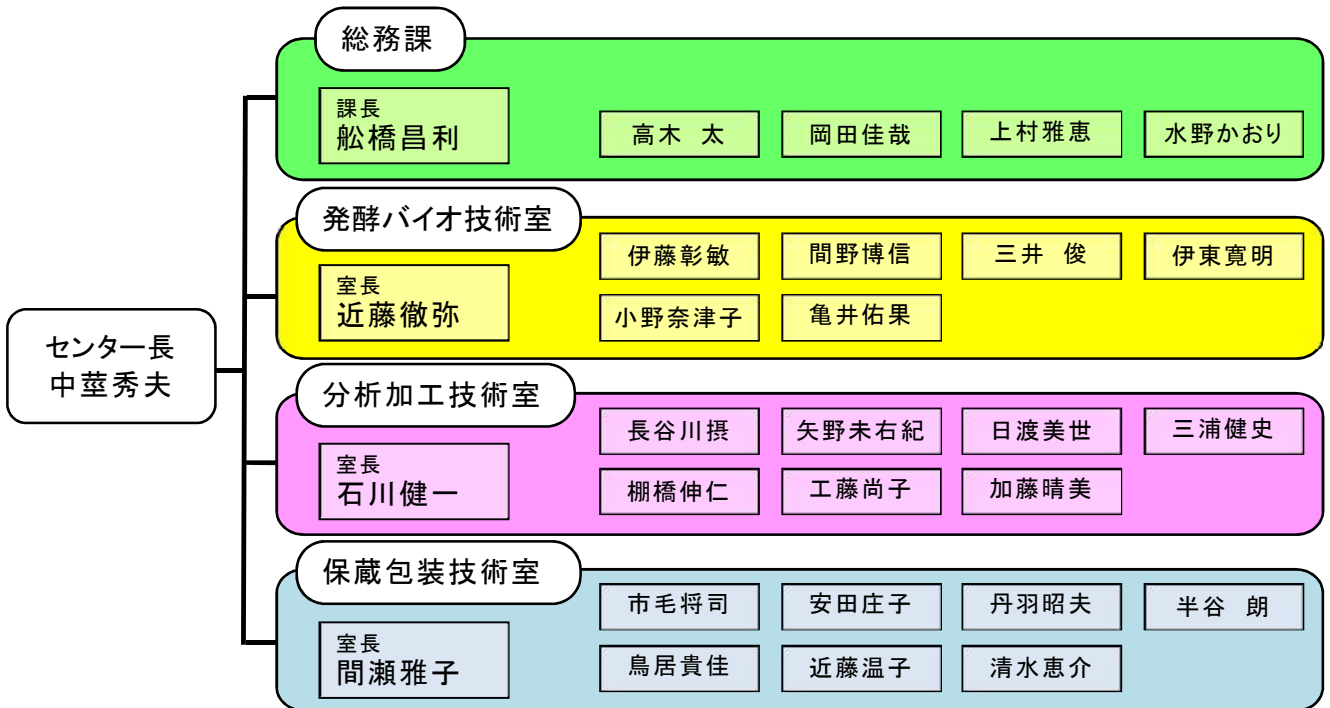 総務課
課長
舩橋昌利
高木　太
岡田佳哉
上村雅恵
水野かおり
発酵バイオ技術室
室長
近藤徹弥
伊藤彰敏
間野博信
三井　俊
伊東寛明
小野奈津子
亀井佑果
センター長
中莖秀夫
分析加工技術室
室長
石川健一
長谷川摂
矢野未右紀
日渡美世
三浦健史
棚橋伸仁
工藤尚子
加藤晴美
保蔵包装技術室
室長
間瀬雅子
市毛将司
安田庄子
丹羽昭夫
半谷　朗
鳥居貴佳
近藤温子
清水恵介